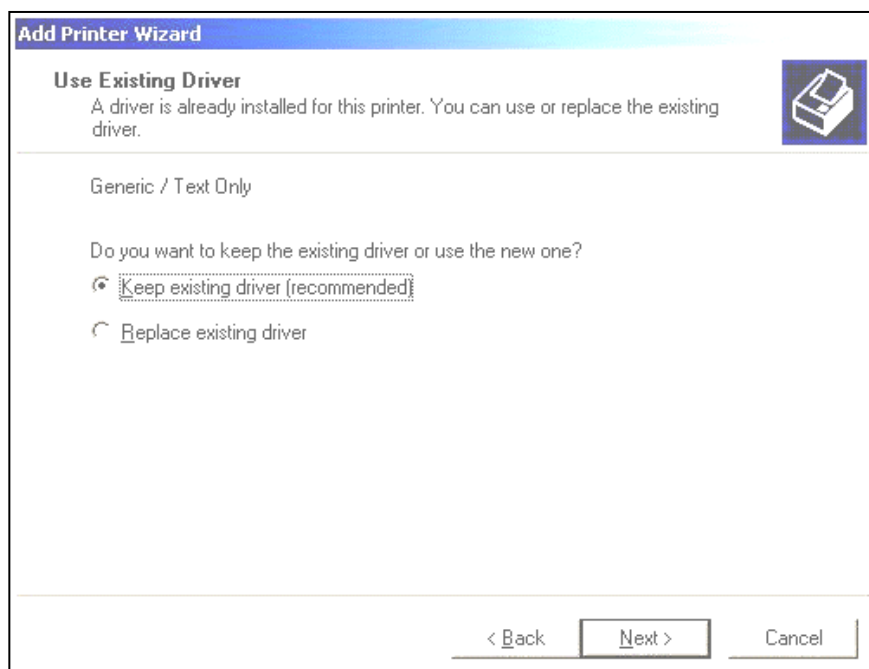 Add Printer Wizard
Use Existing Driver
A driver is already installed for this printer. You can use or replace the existing
driver.
Generic / Text Only
Do you want to keep the existing driver or use the new one?
Keep existing driver (recommended)
Replace existing driver
< Back Next > Cancel